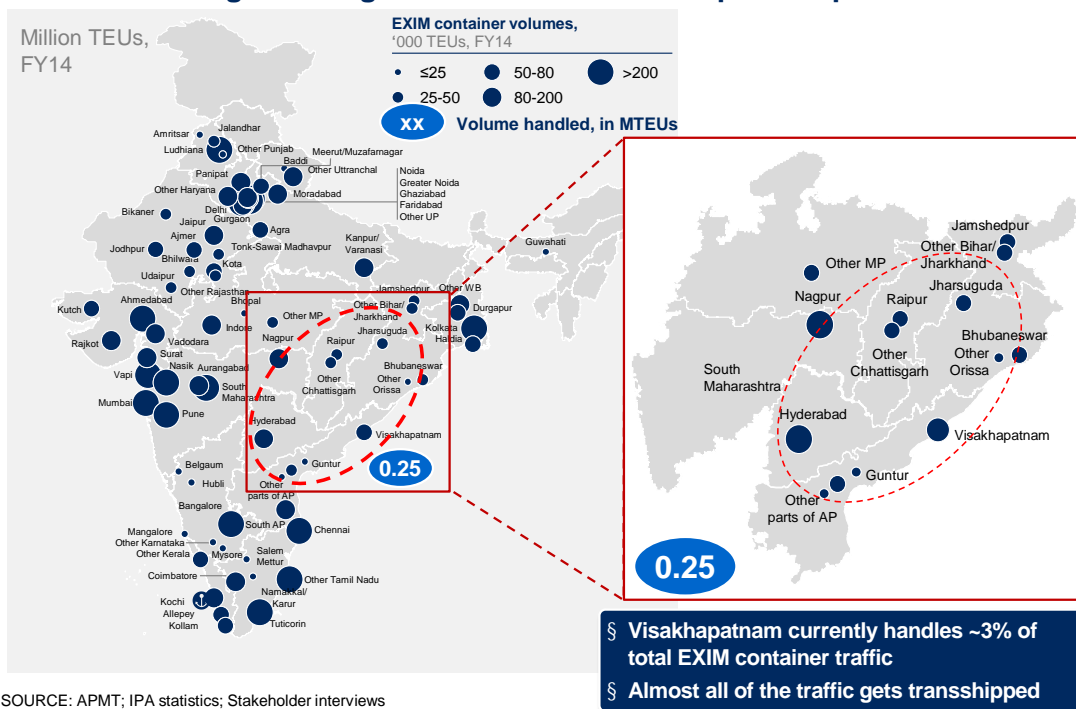 Million TEUs,
FY14
EXIM container volumes,
‘000 TEUs, FY14
≤25
50-80
>200
25-50
80-200
xx
Volume handled, in MTEUs
Amritsar
Jalandhar
Ludhiana
Other Punjab
Meerut/Muzafarnagar
Baddi
Panipat
Other Uttranchal
Noida
Greater Noida
Ghaziabad
Faridabad
Other UP
Other Haryana
Moradabad
Delhi
Gurgaon
Bikaner
Jaipur
Agra
Ajmer
Tonk-Sawai Madhavpur
Kanpur/
Varanasi
Guwahati
Jodhpur
Bhilwara
Kota
Udaipur
Other Rajasthan
Bhopal
Jamshedpur
Other WB
Kutch
Ahmedabad
Other Bihar/
Jharkhand
Durgapur
Indore
Other MP
Kolkata
Rajkot
Vadodara
Nagpur
Raipur
Jharsuguda
Haldia
Surat
Vapi
Nasik
Aurangabad
Other
Chhattisgarh
Bhubaneswar
Other
Orissa
South
Maharashtra
Mumbai
Pune
Hyderabad
Visakhapatnam
0.25
Belgaum
Guntur
Hubli
Other
parts of AP
Bangalore
South AP
Chennai
Mangalore
Other Karnataka
Other Kerala
Mysore
Salem
Mettur
Coimbatore
Other Tamil Nadu
Namakkal/
Karur
Kochi
Allepey
Kollam
Tuticorin
Jamshedpur
Other Bihar/
Jharkhand
Other MP
Nagpur
Raipur
Jharsuguda
Bhubaneswar
Other
Orissa
Other
Chhattisgarh
South
Maharashtra
Hyderabad
Visakhapatnam
Guntur
Other
parts of AP
0.25
§ Visakhapatnam currently handles ~3% of
total EXIM container traffic
§ Almost all of the traffic gets transshipped
SOURCE: APMT; IPA statistics; Stakeholder interviews